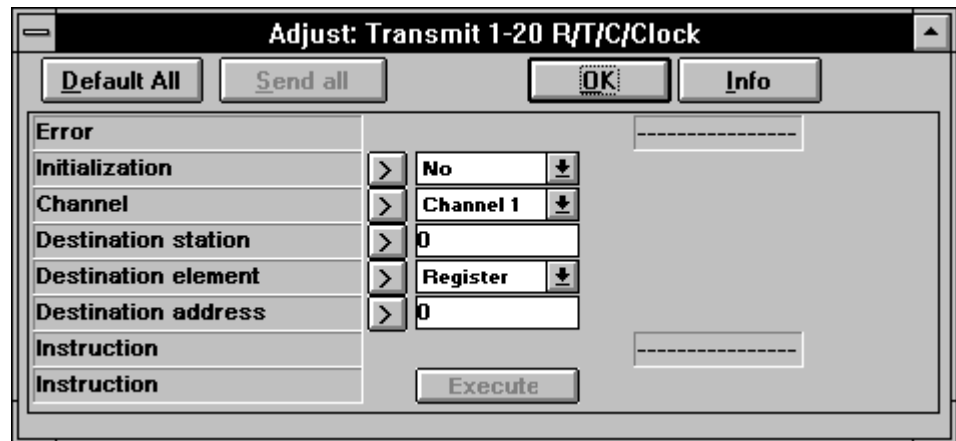 Adjust: Transmit 1-20 R/T/C/Clock
Default All Send all OK Info
Error ----------------
Initialization > No
Channel > Channel 1
Destination station > 0
Destination element > Register
Destination address > 0
Instruction ----------------
Instruction Execute